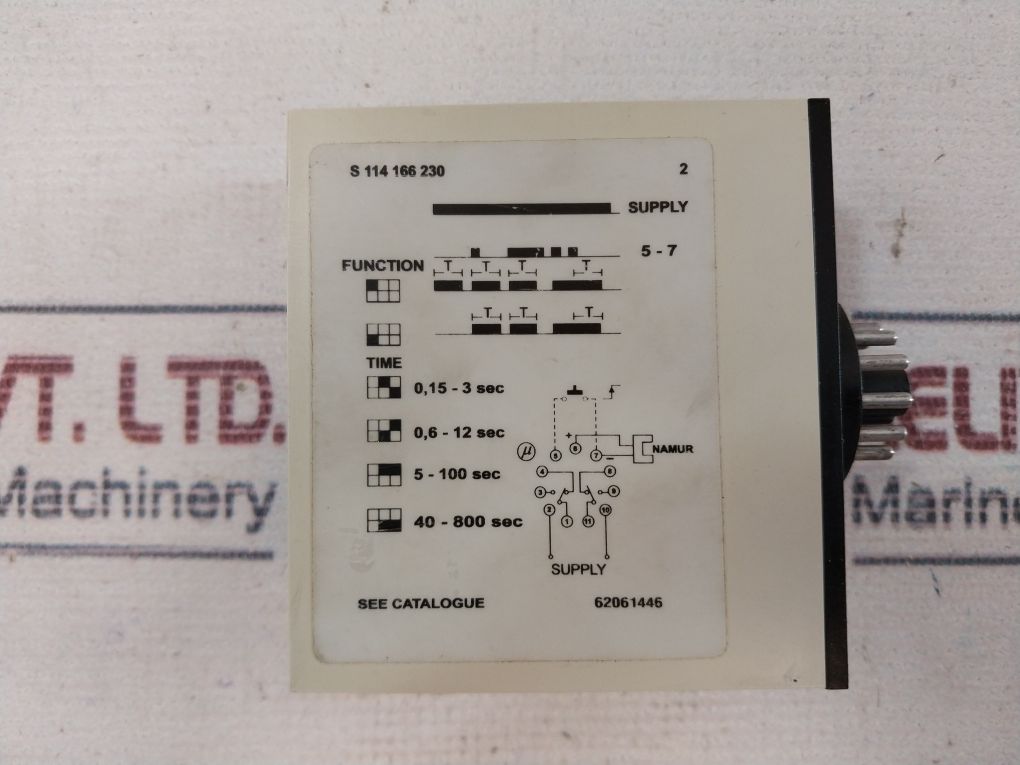 S 114 166 230 2
SUPPLY
5 - 7
FUNCTION
T T T T
T T T
TIME
0,15 - 3 sec
0,6 - 12 sec
5 - 100 sec
40 - 800 sec
+
μ 5 6 7 − NAMUR
4 8
3 9
2 10
1 11
SUPPLY
SEE CATALOGUE 62061446
VT. LTD.
Machinery
Marin